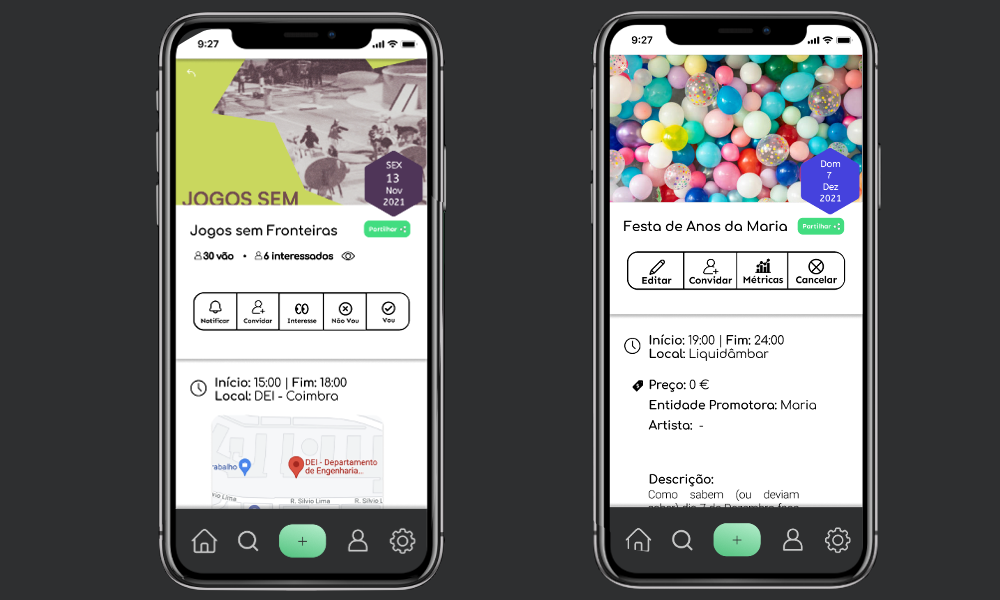 9:27
JOGOS SEM
SEX
13
Nov
2021
Jogos sem Fronteiras
Partilhar
30 vão • 6 interessados
Notificar Convidar Interesse Não Vou Vou
Início: 15:00 | Fim: 18:00
Local: DEI - Coimbra
rabalho
DEI - Departamento
de Engenharia...
R. Silvio Lima
R. Silvio Lima
+
9:27
Dom
7
Dez
2021
Festa de Anos da Maria
Partilhar
Editar Convidar Métricas Cancelar
Início: 19:00 | Fim: 24:00
Local: Liquidâmbar
Preço: 0 €
Entidade Promotora: Maria
Artista: -
Descrição:
Como sabem (ou deviam
+